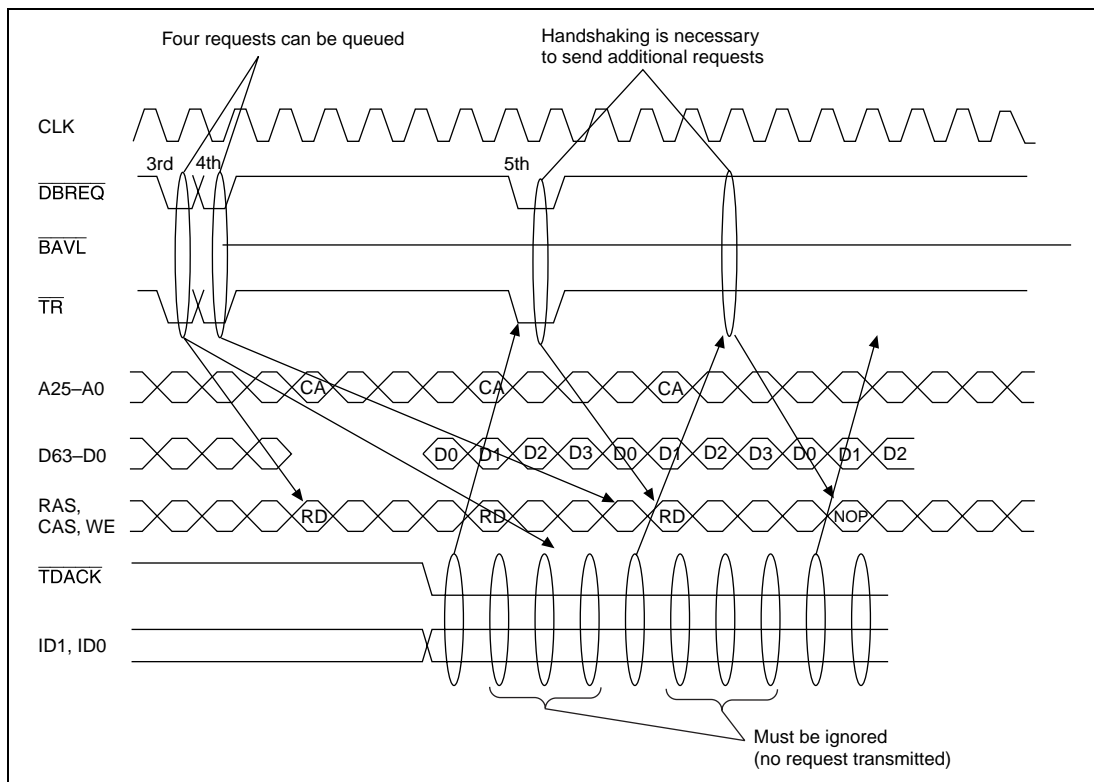 Four requests can be queued
Handshaking is necessary
to send additional requests
CLK
3rd 4th 5th
DBREQ
BAVL
TR
A25–A0 CA CA CA
D63–D0 D0 D1 D2 D3 D0 D1 D2 D3 D0 D1 D2
RAS,
CAS, WE RD RD RD NOP
TDACK
ID1, ID0
Must be ignored
(no request transmitted)